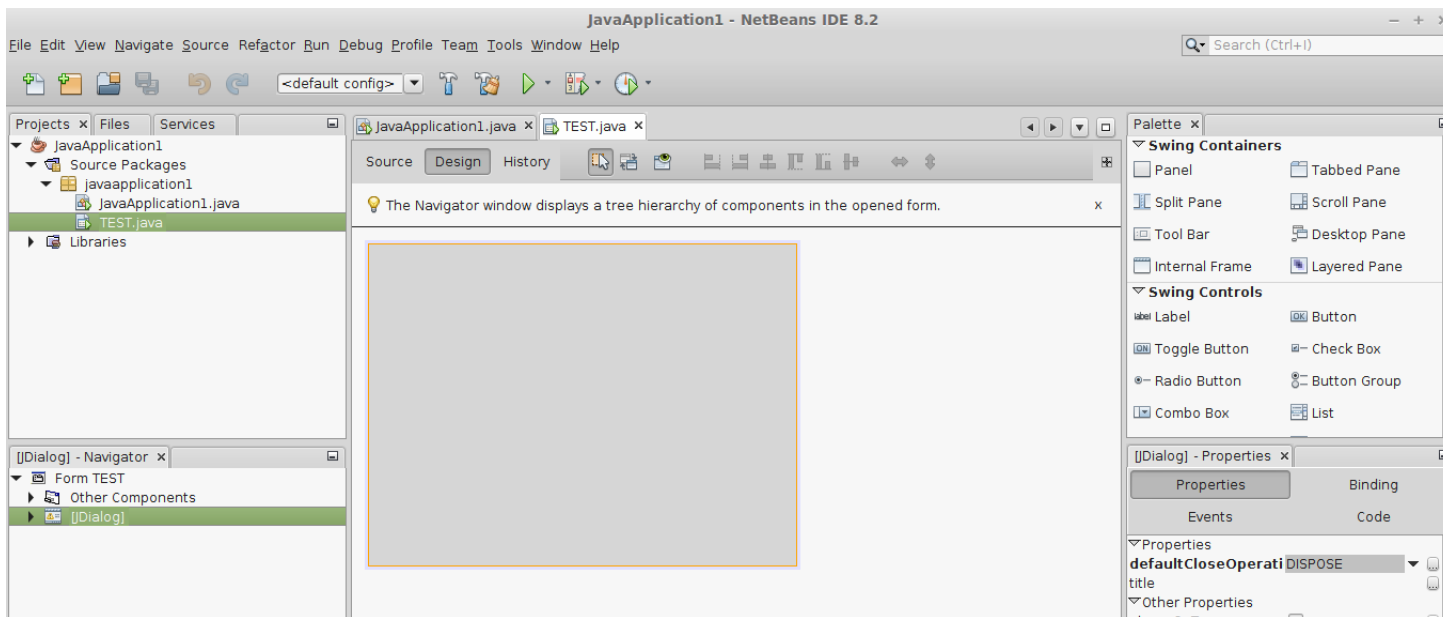 JavaApplication1 - NetBeans IDE 8.2
File Edit View Navigate Source Refactor Run Debug Profile Team Tools Window Help
Search (Ctrl+I)
<default config>
Projects x Files Services
JavaApplication1
Source Packages
javaapplication1
JavaApplication1.java
TEST.java
Libraries
JavaApplication1.java x TEST.java x
Source Design History
The Navigator window displays a tree hierarchy of components in the opened form. x
Palette x
Swing Containers
Panel Tabbed Pane
Split Pane Scroll Pane
Tool Bar Desktop Pane
Internal Frame Layered Pane
Swing Controls
label Label OK Button
ON Toggle Button Check Box
Radio Button Button Group
Combo Box List
[JDialog] - Navigator x
Form TEST
Other Components
[JDialog]
[JDialog] - Properties x
Properties Binding
Events Code
Properties
defaultCloseOperati DISPOSE
title
Other Properties